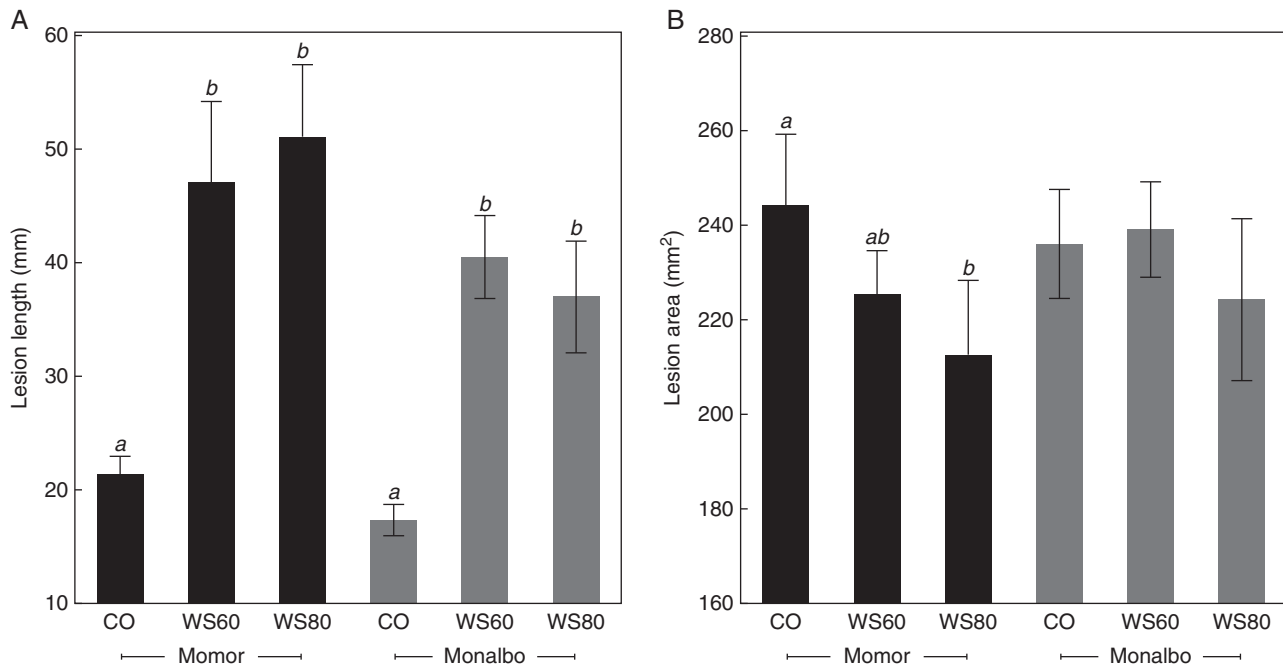 A
Lesion length (mm)
60
50
40
30
20
10
a
b
b
a
b
b
CO WS60 WS80 CO WS60 WS80
Momor Monalbo
B
Lesion area (mm²)
280
260
240
220
200
180
160
a
ab
b
CO WS60 WS80 CO WS60 WS80
Momor Monalbo